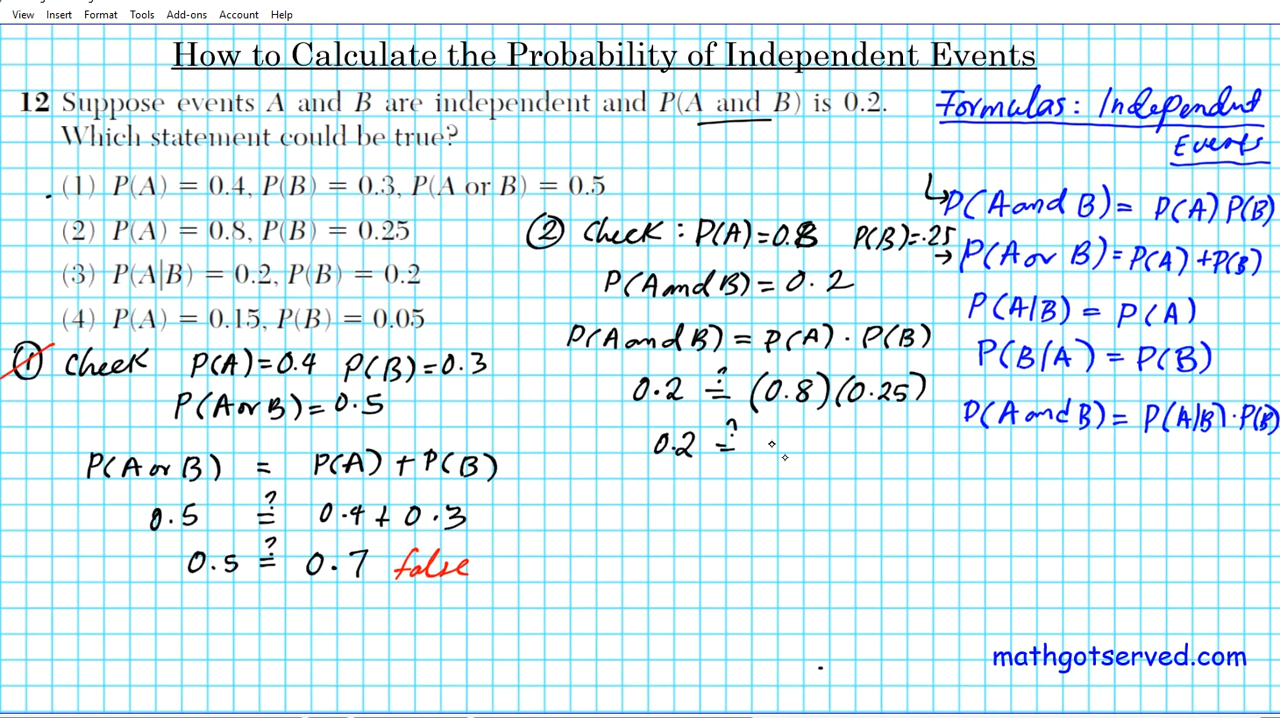 View Insert Format Tools Add-ons Account Help
How to Calculate the Probability of Independent Events
12 Suppose events A and B are independent and P(A and B) is 0.2.
Which statement could be true?
(1) P(A) = 0.4, P(B) = 0.3, P(A or B) = 0.5
(2) P(A) = 0.8, P(B) = 0.25
(3) P(A|B) = 0.2, P(B) = 0.2
(4) P(A) = 0.15, P(B) = 0.05
① Check P(A)=0.4 P(B)=0.3
P(A or B)=0.5
P(A or B) = P(A) + P(B)
0.5 ≟ 0.4 + 0.3
0.5 ≟ 0.7 false
② Check : P(A)=0.8 P(B)=.25
P(A and B) = 0.2
P(A and B) = P(A) · P(B)
0.2 ≟ (0.8)(0.25)
0.2 ≟
Formulas: Independent
Events
↳P(A and B) = P(A) P(B)
→ P(A or B) = P(A) + P(B)
P(A/B) = P(A)
P(B/A) = P(B)
P(A and B) = P(A/B) · P(B)
mathgotserved.com